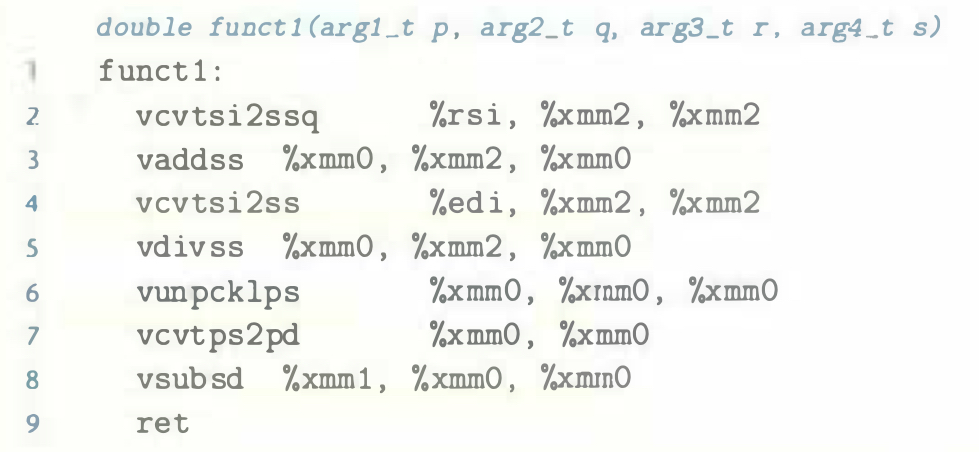 double funct1(arg1_t p, arg2_t q, arg3_t r, arg4_t s)
1 funct1:
2 vcvtsi2ssq %rsi, %xmm2, %xmm2
3 vaddss %xmm0, %xmm2, %xmm0
4 vcvtsi2ss %edi, %xmm2, %xmm2
5 vdivss %xmm0, %xmm2, %xmm0
6 vunpcklps %xmm0, %xmm0, %xmm0
7 vcvtps2pd %xmm0, %xmm0
8 vsubsd %xmm1, %xmm0, %xmm0
9 ret